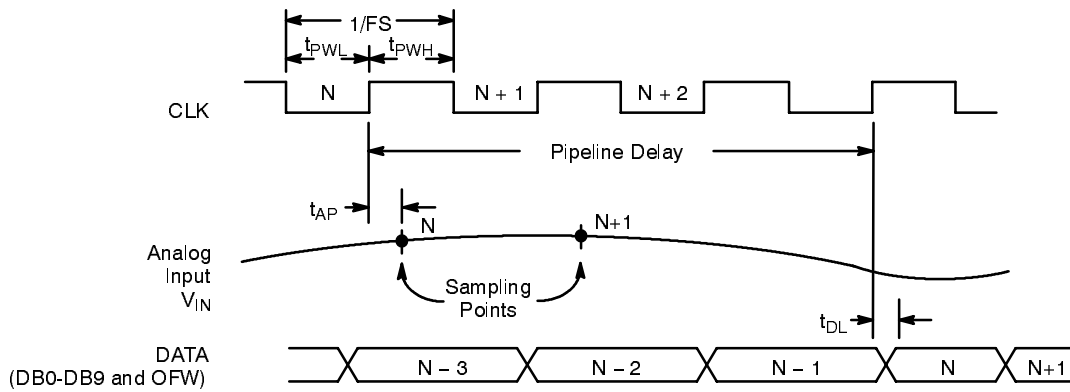 1/FS
tPWL tPWH
CLK
N
N + 1
N + 2
Pipeline Delay
tAP
N
N+1
Analog
Input
VIN
Sampling
Points
tDL
DATA
(DB0-DB9 and OFW)
N – 3
N – 2
N – 1
N
N+1